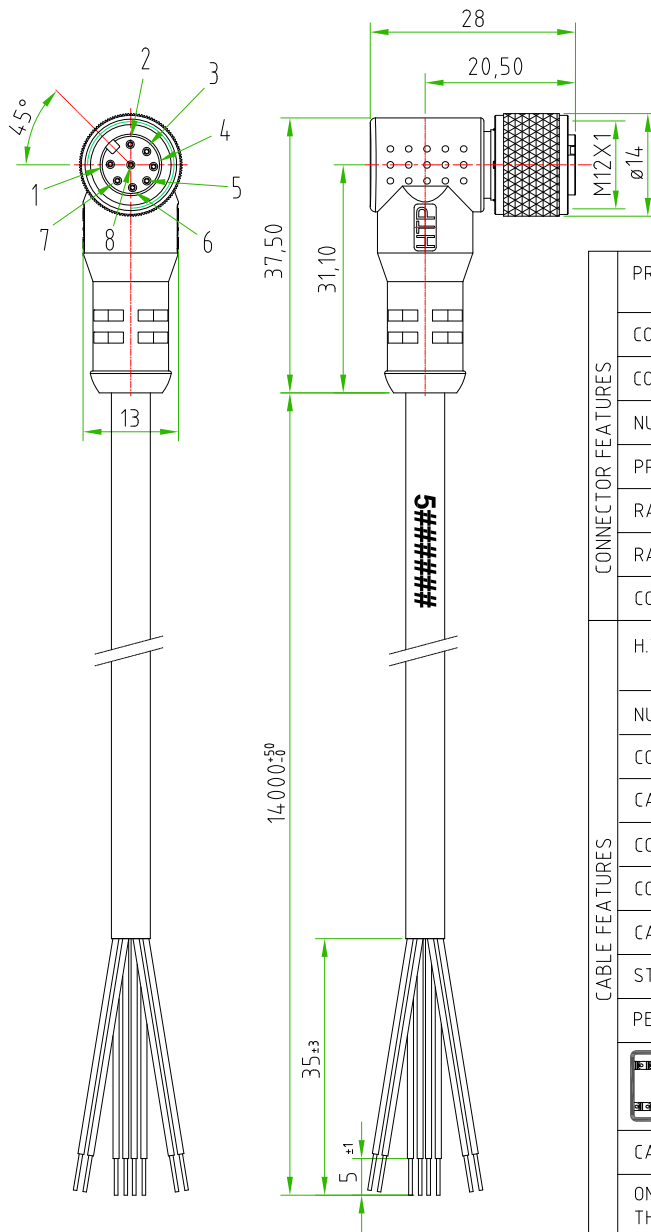 28
20,50
2
3
45°
4
1
5
7
8
6
M12X1
ø14
HTP
37,50
31,10
13
5######
14000 +50 -0
35±3
5 ±1
CONNECTOR FEATURES
PR
CO
CO
NU
PR
RA
RA
CO
CABLE FEATURES
H.
NU
CO
CA
CO
CO
CA
ST
PE
CA
ON
TH